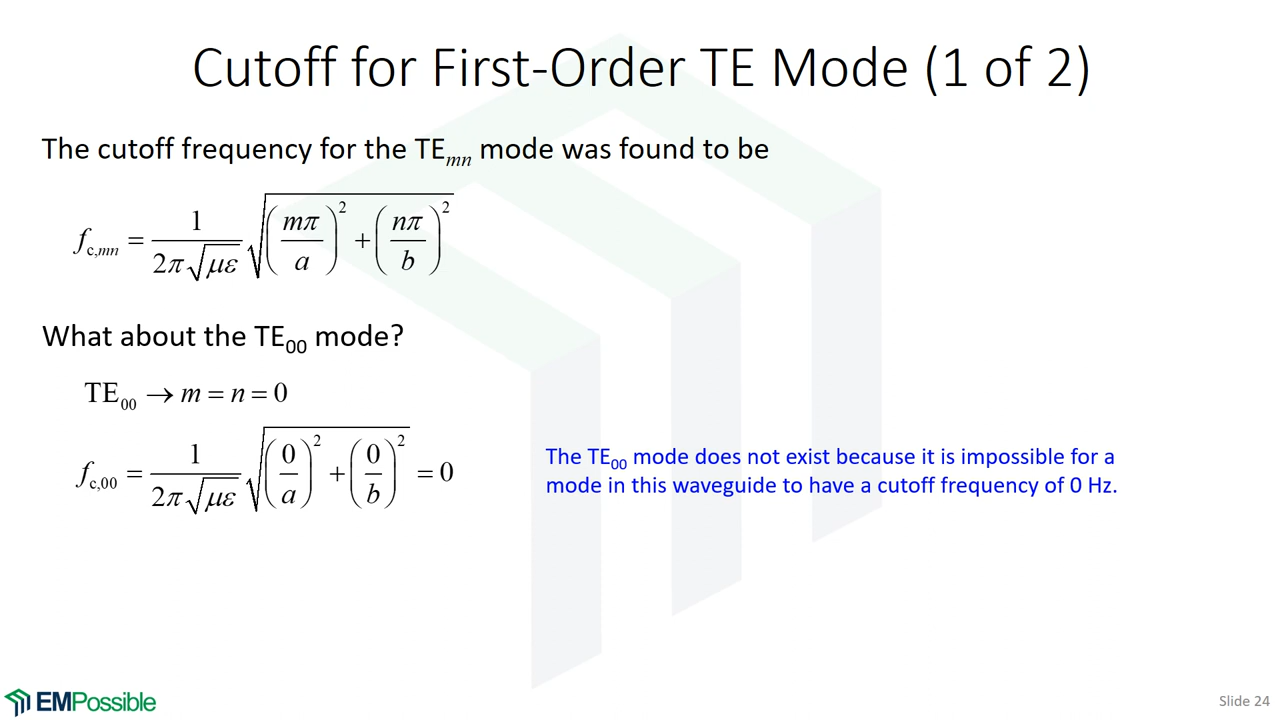 Cutoff for First-Order TE Mode (1 of 2)
The cutoff frequency for the TEₘₙ mode was found to be
f_c,mn = 1/(2π√(με)) √((mπ/a)² + (nπ/b)²)
What about the TE₀₀ mode?
TE₀₀ → m = n = 0
f_c,00 = 1/(2π√(με)) √((0/a)² + (0/b)²) = 0
The TE₀₀ mode does not exist because it is impossible for a
mode in this waveguide to have a cutoff frequency of 0 Hz.
EMPossible
Slide 24